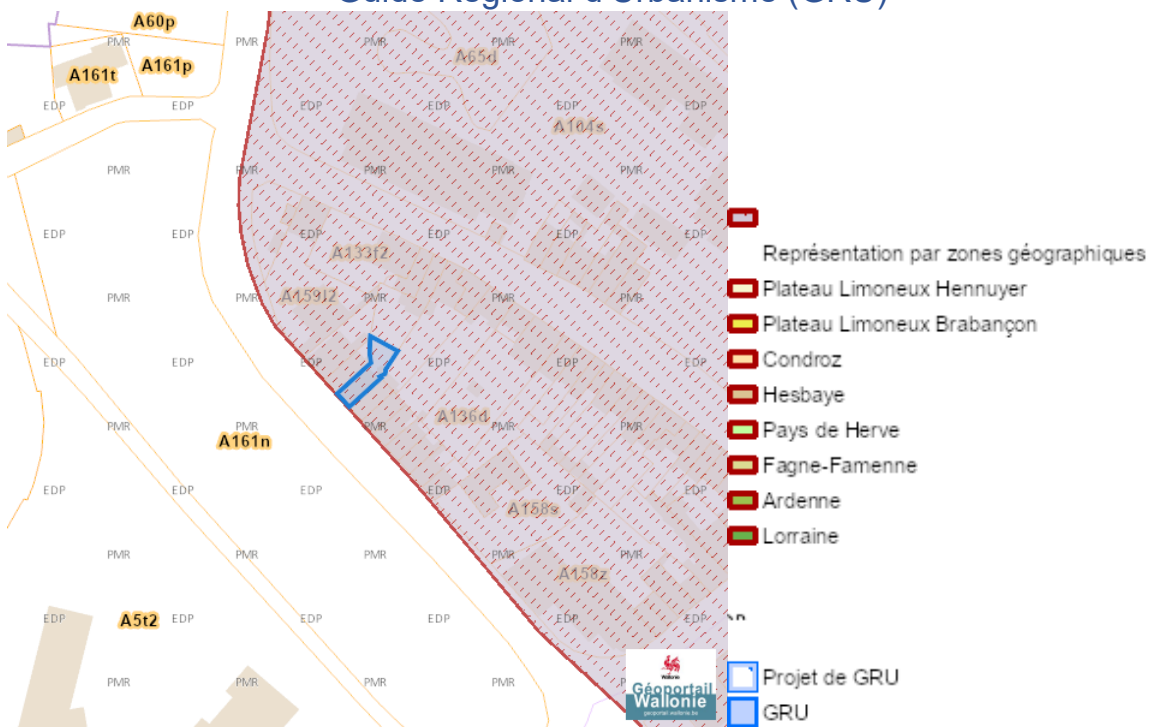 Guide Régional d'Urbanisme (GRU)
A60p
PMR PMR PMR PMR PMR
A65d
A161t A161p
EDP EDP EDP EDP EDP EDP
A164s
PMR PMR PMR PMR PMR
EDP EDP EDP EDP EDP EDP
A133f2
Représentation par zones géographiques
A159l2
PMR PMR PMR PMR PMR
Plateau Limoneux Hennuyer
Plateau Limoneux Brabançon
EDP EDP EDP EDP EDP EDP
Condroz
Hesbaye
A136d
PMR PMR PMR PMR PMR
Pays de Herve
A161n
Fagne-Famenne
EDP EDP EDP EDP EDP EDP
Ardenne
A158s
Lorraine
PMR PMR PMR PMR PMR
A158z
EDP A5t2 EDP EDP EDP EDP EDP
Wallonie
PMR PMR PMR PMR
Projet de GRU
Géoportail
Wallonie
geoportail.wallonie.be
GRU